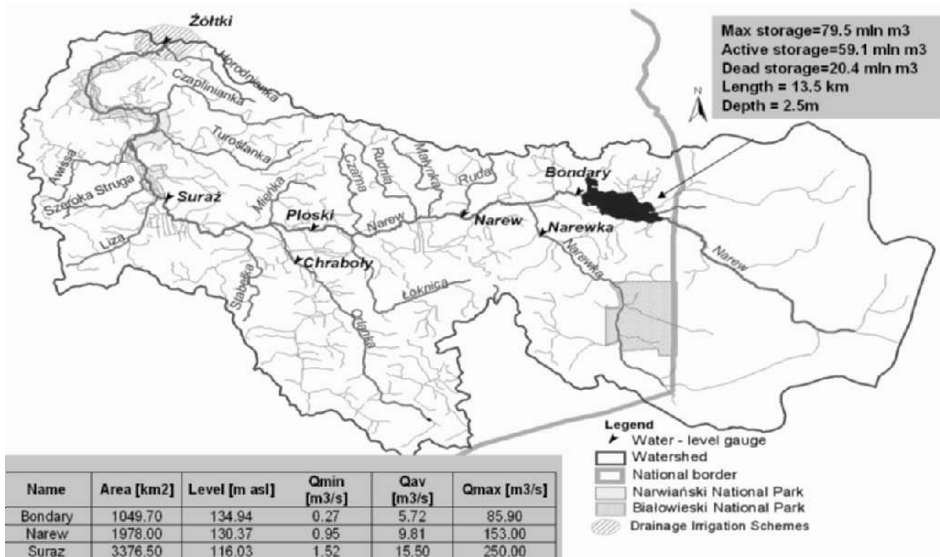 Żółtki
Horodnianka
Czaplinianka
Turośtanka
Awissa
Szeroka Struga
Suraż
Liza
Mieńka
Ploski
Chraboły
Czarna
Rudnia
Małynka
Ruda
Narew
Narew
Bondary
Narewka
Narewka
Narew
Łoknica
Orlanka
N
Max storage=79.5 mln m3
Active storage=59.1 mln m3
Dead storage=20.4 mln m3
Length = 13.5 km
Depth = 2.5m
Legend
Water - level gauge
Watershed
National border
Narwiański National Park
Białowieski National Park
Drainage Irrigation Schemes
Name Area [km2] Level [m asl] Qmin [m3/s] Qav [m3/s] Qmax [m3/s]
Bondary 1049.70 134.94 0.27 5.72 85.90
Narew 1978.00 130.37 0.95 9.81 153.00
Suraz 3376.50 116.03 1.52 15.50 250.00